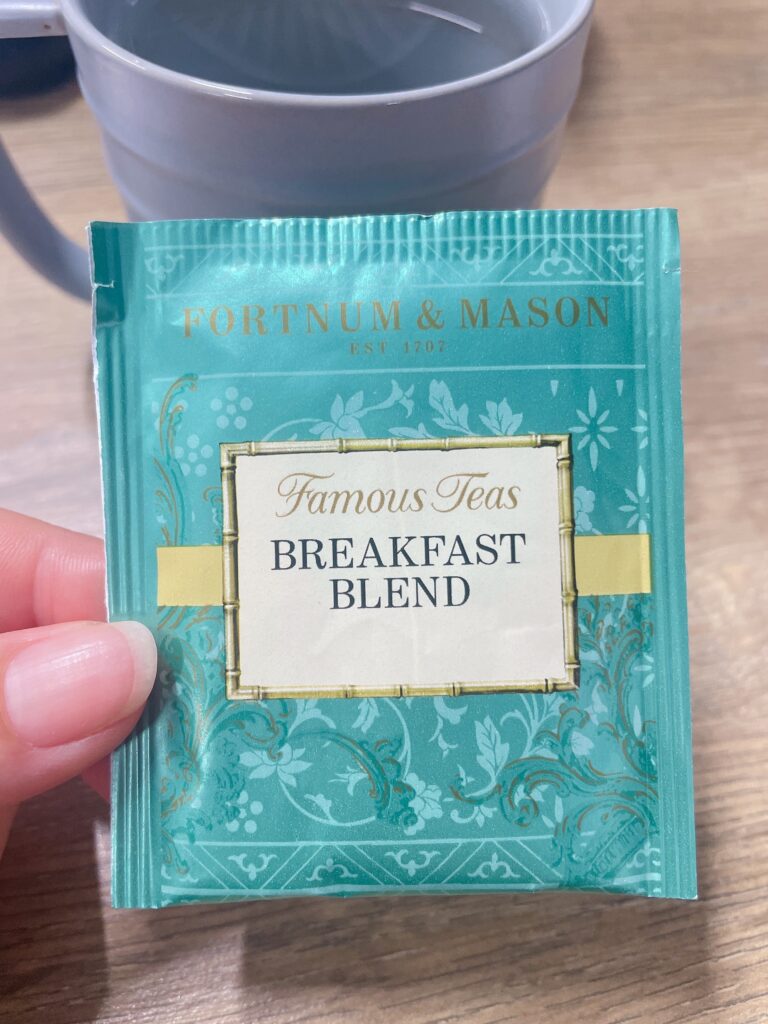 FORTNUM & MASON
EST 1707
Famous Teas
BREAKFAST
BLEND